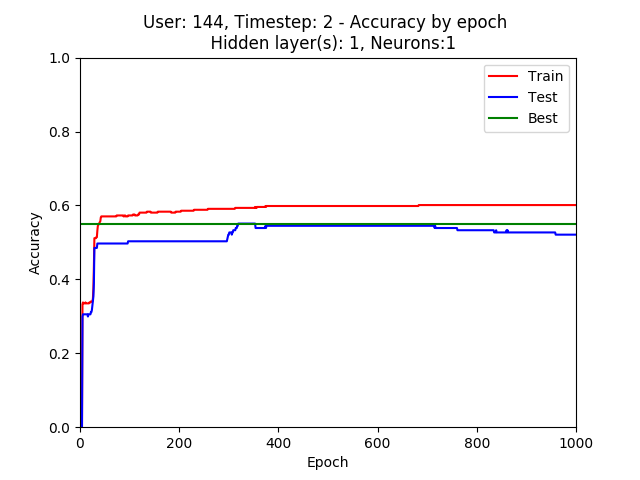 User: 144, Timestep: 2 - Accuracy by epoch
Hidden layer(s): 1, Neurons:1
Train
Test
Best
1.0
0.8
0.6
0.4
0.2
0.0
Accuracy
0 200 400 600 800 1000
Epoch